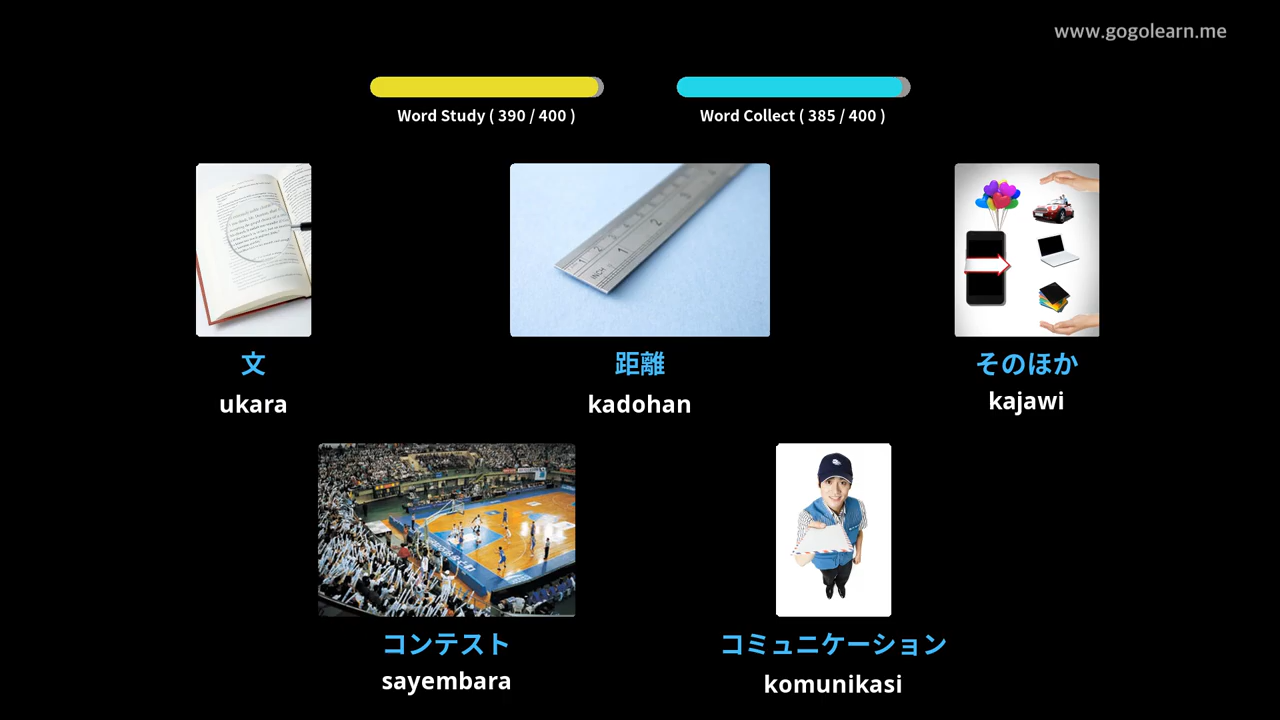 www.gogolearn.me
Word Study ( 390 / 400 )
Word Collect ( 385 / 400 )
文
ukara
距離
kadohan
そのほか
kajawi
コンテスト
sayembara
コミュニケーション
komunikasi